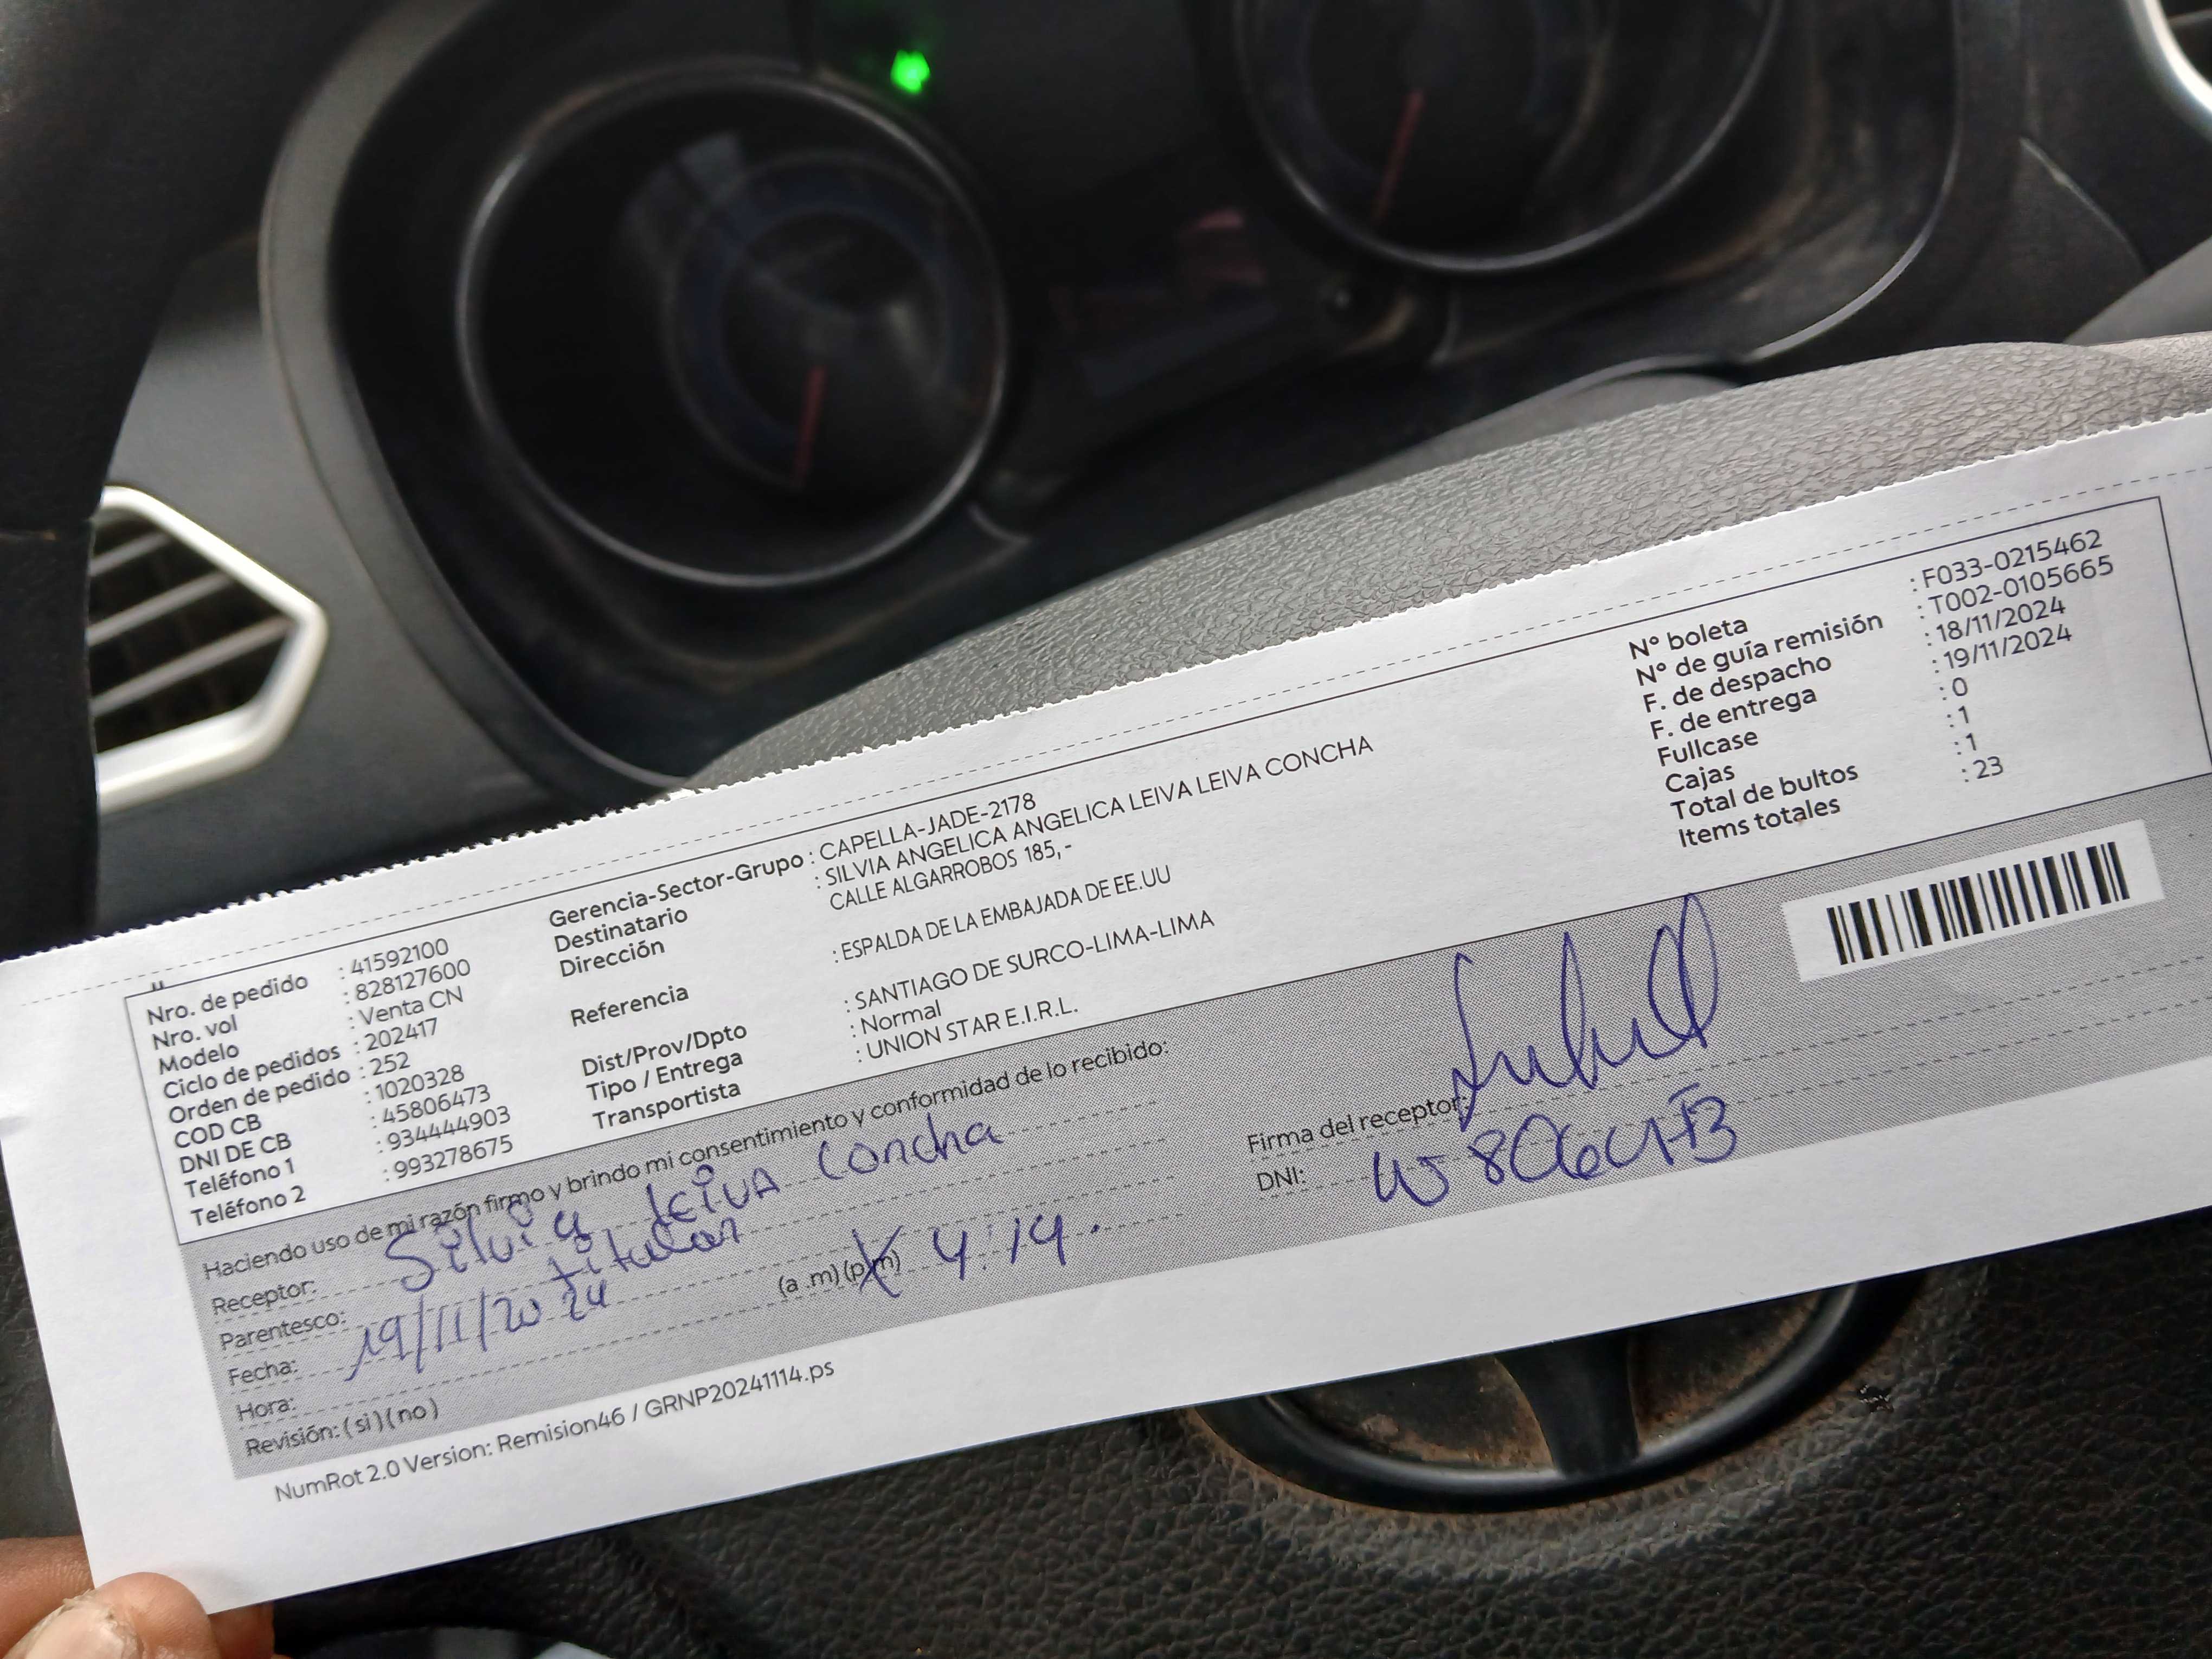 Nro. de pedido : 41592100
Nro. vol : 828127600
Modelo : Venta CN
Ciclo de pedidos : 202417
Orden de pedido : 252
COD CB : 1020328
DNI DE CB : 45806473
Teléfono 1 : 934444903
Teléfono 2 : 993278675
Gerencia-Sector-Grupo : CAPELLA-JADE-2178
Destinatario : SILVIA ANGELICA ANGELICA LEIVA LEIVA CONCHA
Dirección CALLE ALGARROBOS 185,-
Referencia : ESPALDA DE LA EMBAJADA DE EE.UU
Dist/Prov/Dpto : SANTIAGO DE SURCO-LIMA-LIMA
Tipo / Entrega : Normal
Transportista : UNION STAR E.I.R.L.
N° boleta : F033-0215462
N° de guía remisión : T002-0105665
F. de despacho : 18/11/2024
F. de entrega : 19/11/2024
Fullcase : 0
Cajas : 1
Total de bultos : 1
Items totales : 23
Haciendo uso de mi razón firmo y brindo mi consentimiento y conformidad de lo recibido:
Receptor: Silvia Leiva Concha
Parentesco: titular
Fecha: 19/11/2024
Hora: (a .m) (p.m) 4:14.
Revisión: ( si ) ( no )
Firma del receptor:
DNI:
NumRot 2.0 Version: Remision46 / GRNP20241114.ps